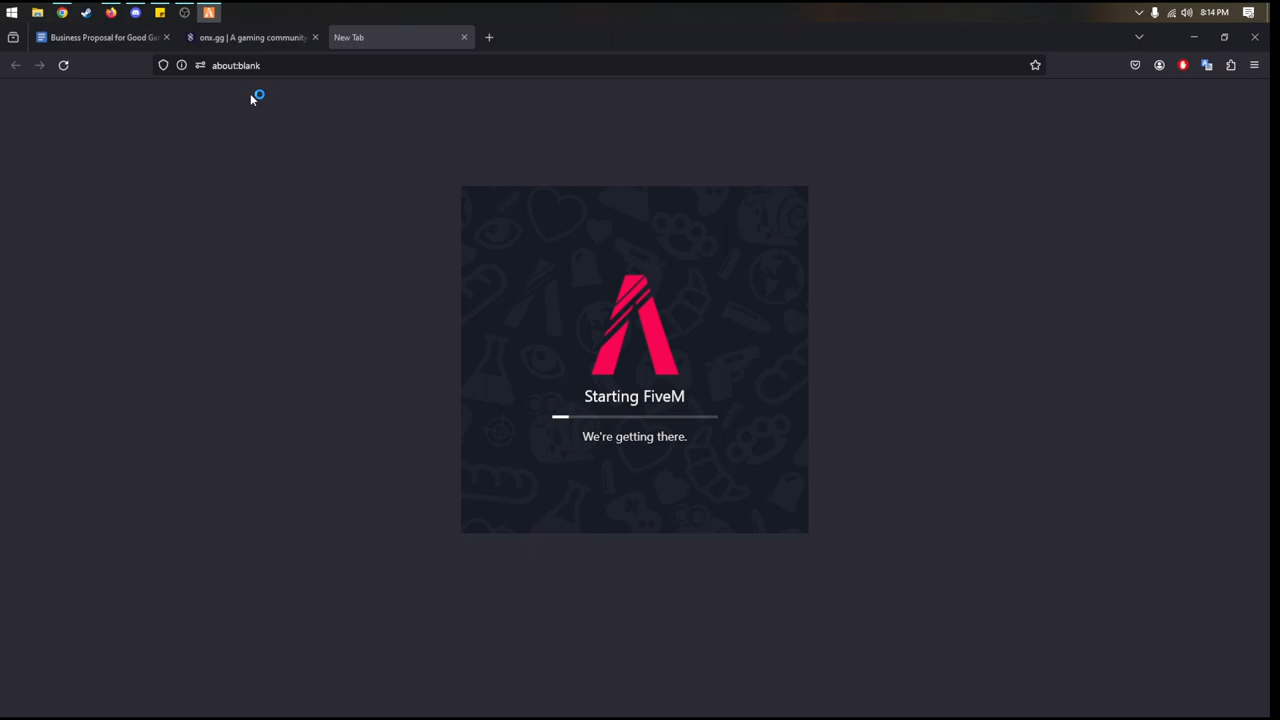 8:14 PM
Business Proposal for Good Ga
onx.gg | A gaming community
New Tab
about:blank
Starting FiveM
We're getting there.